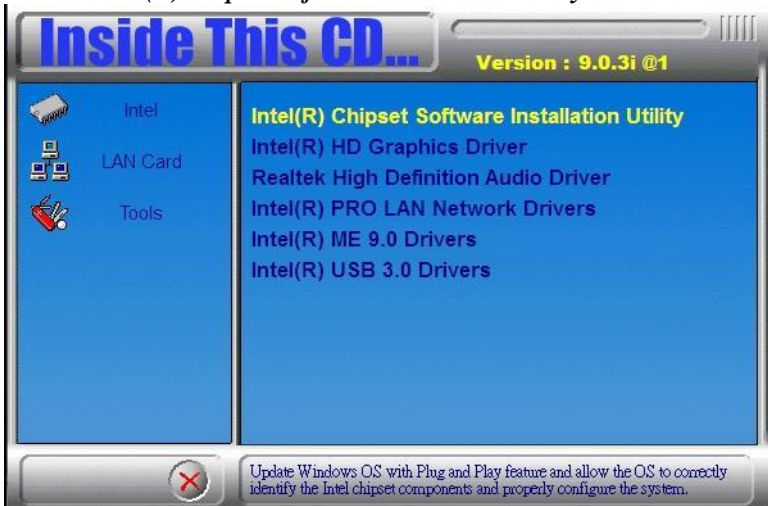 Inside This CD...
Version : 9.0.3i @1
Intel
LAN Card
Tools
Intel(R) Chipset Software Installation Utility
Intel(R) HD Graphics Driver
Realtek High Definition Audio Driver
Intel(R) PRO LAN Network Drivers
Intel(R) ME 9.0 Drivers
Intel(R) USB 3.0 Drivers
Update Windows OS with Plug and Play feature and allow the OS to correctly
identify the Intel chipset components and properly configure the system.